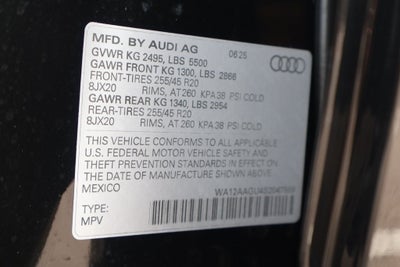 MFD. BY AUDI AG 06 25
GVWR KG 2495, LBS 5500
GAWR FRONT KG 1300, LBS 2866
FRONT-TIRES 255/45 R20
8JX20 RIMS, AT 260 KPA 38 PSI COLD
GAWR REAR KG 1340, LBS 2954
REAR-TIRES 255/45 R20
8JX20 RIMS, AT 260 KPA 38 PSI COLD
THIS VEHICLE CONFORMS TO ALL APPLICABLE
U.S. FEDERAL MOTOR VEHICLE SAFETY AND
THEFT PREVENTION STANDARDS IN EFFECT ON
THE DATE OF MANUFACTURE SHOWN ABOVE
MEXICO
TYPE:
MPV